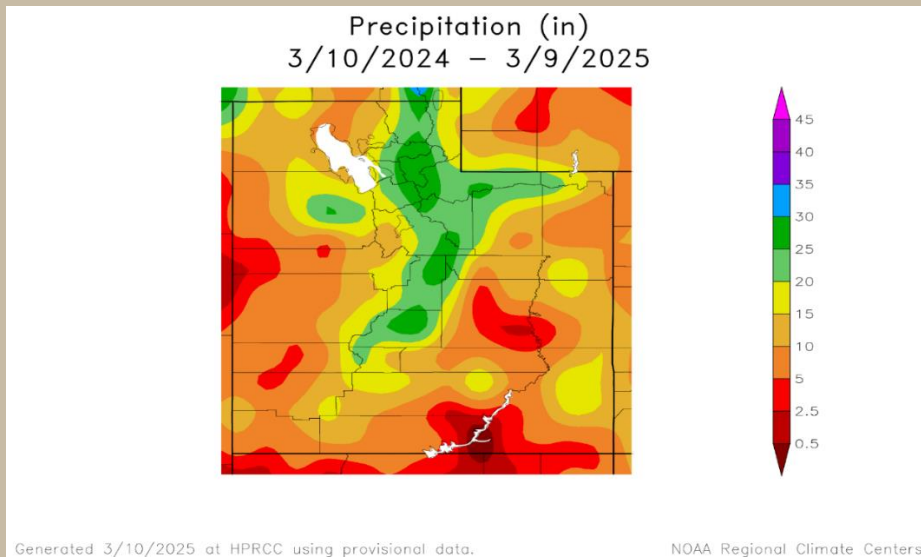 Precipitation (in)
3/10/2024 – 3/9/2025
45
40
35
30
25
20
15
10
5
2.5
0.5
Generated 3/10/2025 at HPRCC using provisional data.
NOAA Regional Climate Centers